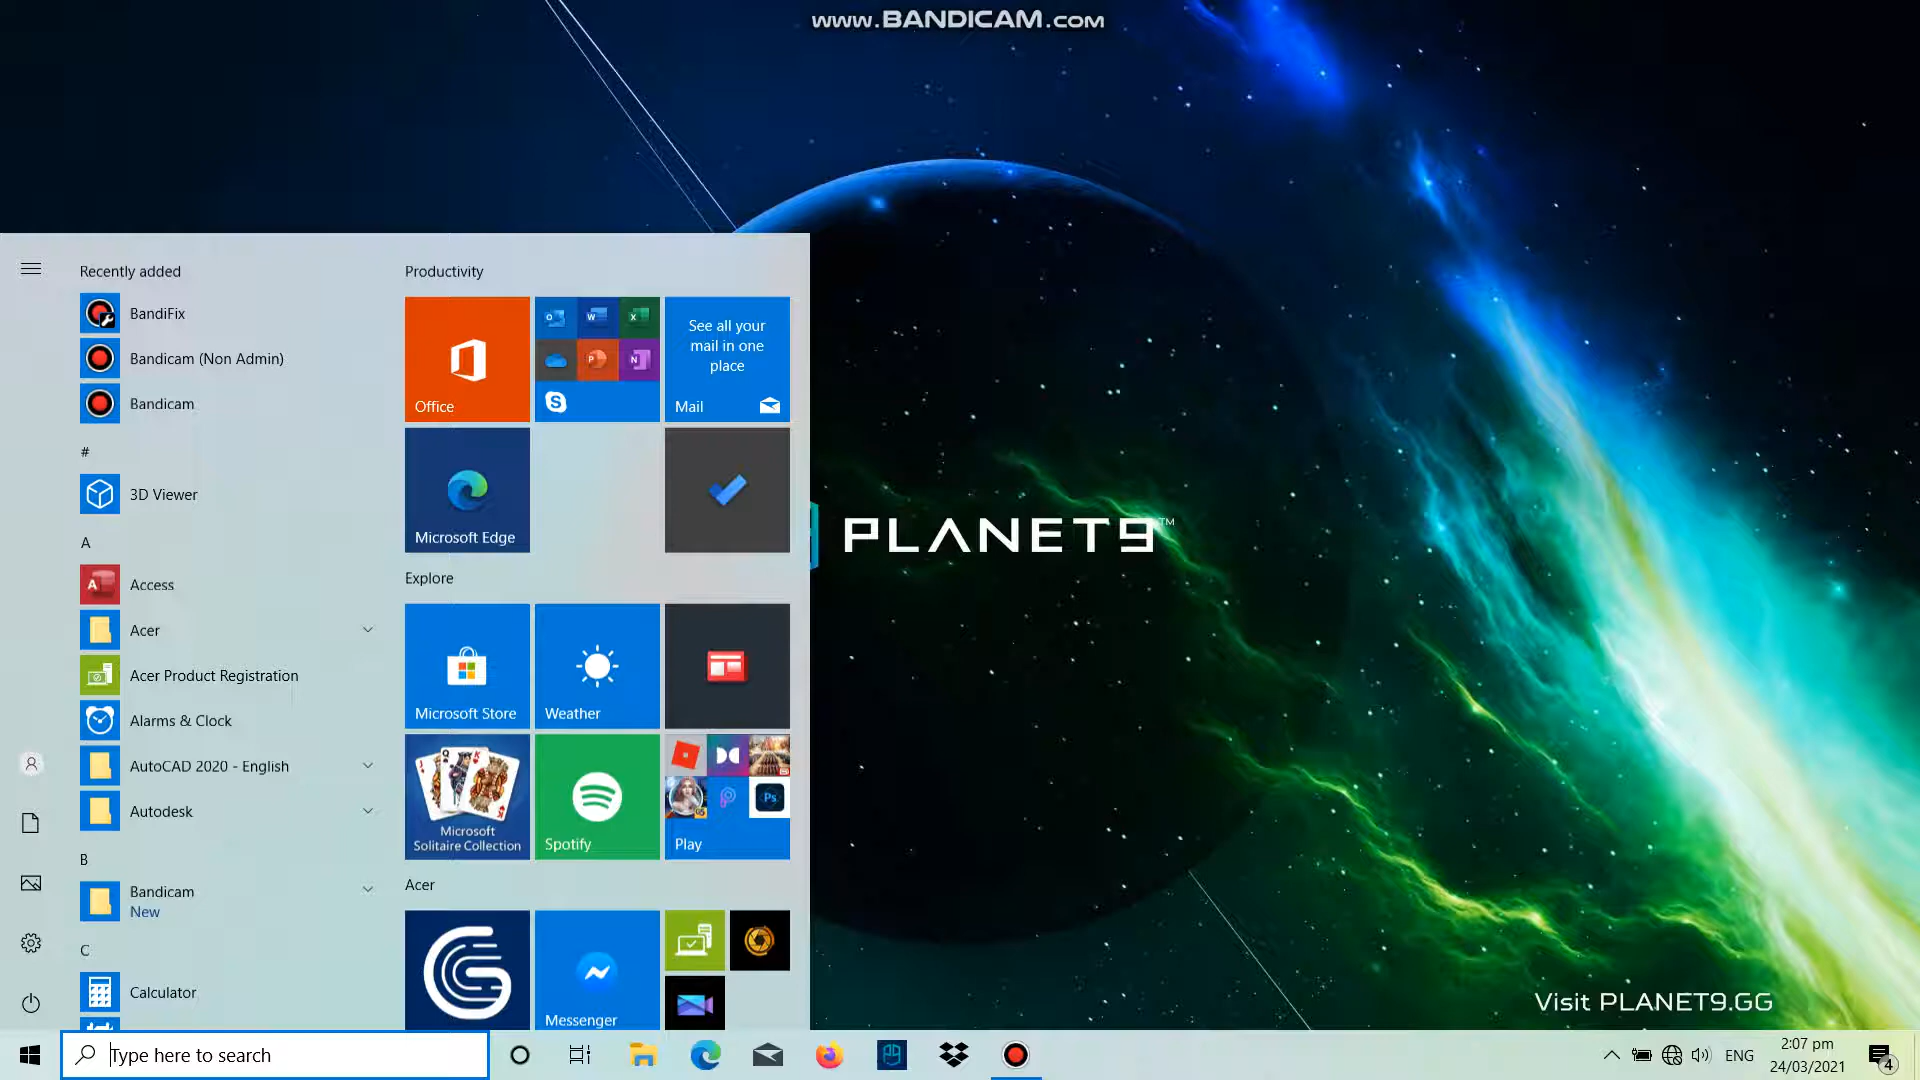 www.BANDICAM.com
Recently added
BandiFix
Bandicam (Non Admin)
Bandicam
#
3D Viewer
A
Access
Acer
Acer Product Registration
Alarms & Clock
AutoCAD 2020 - English
Autodesk
B
Bandicam
New
C
Calculator
Productivity
Office
See all your
mail in one
place
Mail
Microsoft Edge
Explore
Microsoft Store
Weather
Microsoft
Solitaire Collection
Spotify
Play
Acer
Messenger
PLANET9™
Visit PLANET9.GG
Type here to search
ENG
2:07 pm
24/03/2021
4